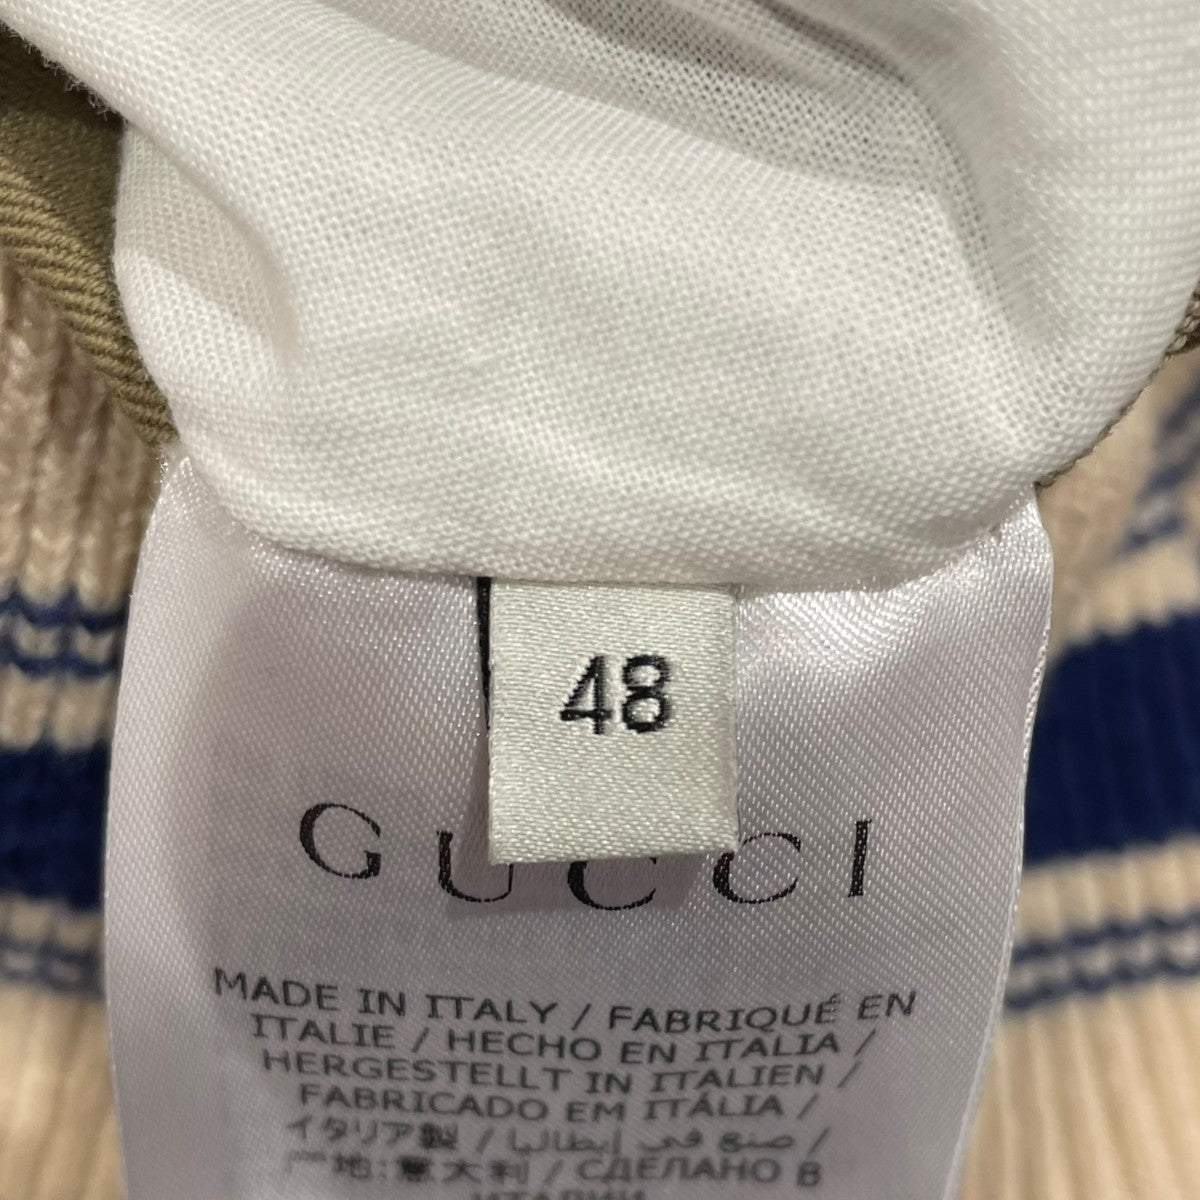 48
GUCCI
MADE IN ITALY / FABRIQUÉ EN
ITALIE / HECHO EN ITALIA /
HERGESTELLT IN ITALIEN /
FABRICADO EM ITÁLIA /
イタリア製 / صنع في إيطاليا /
地:意大利 / СДЕЛАНО В
ИТАЛИИ